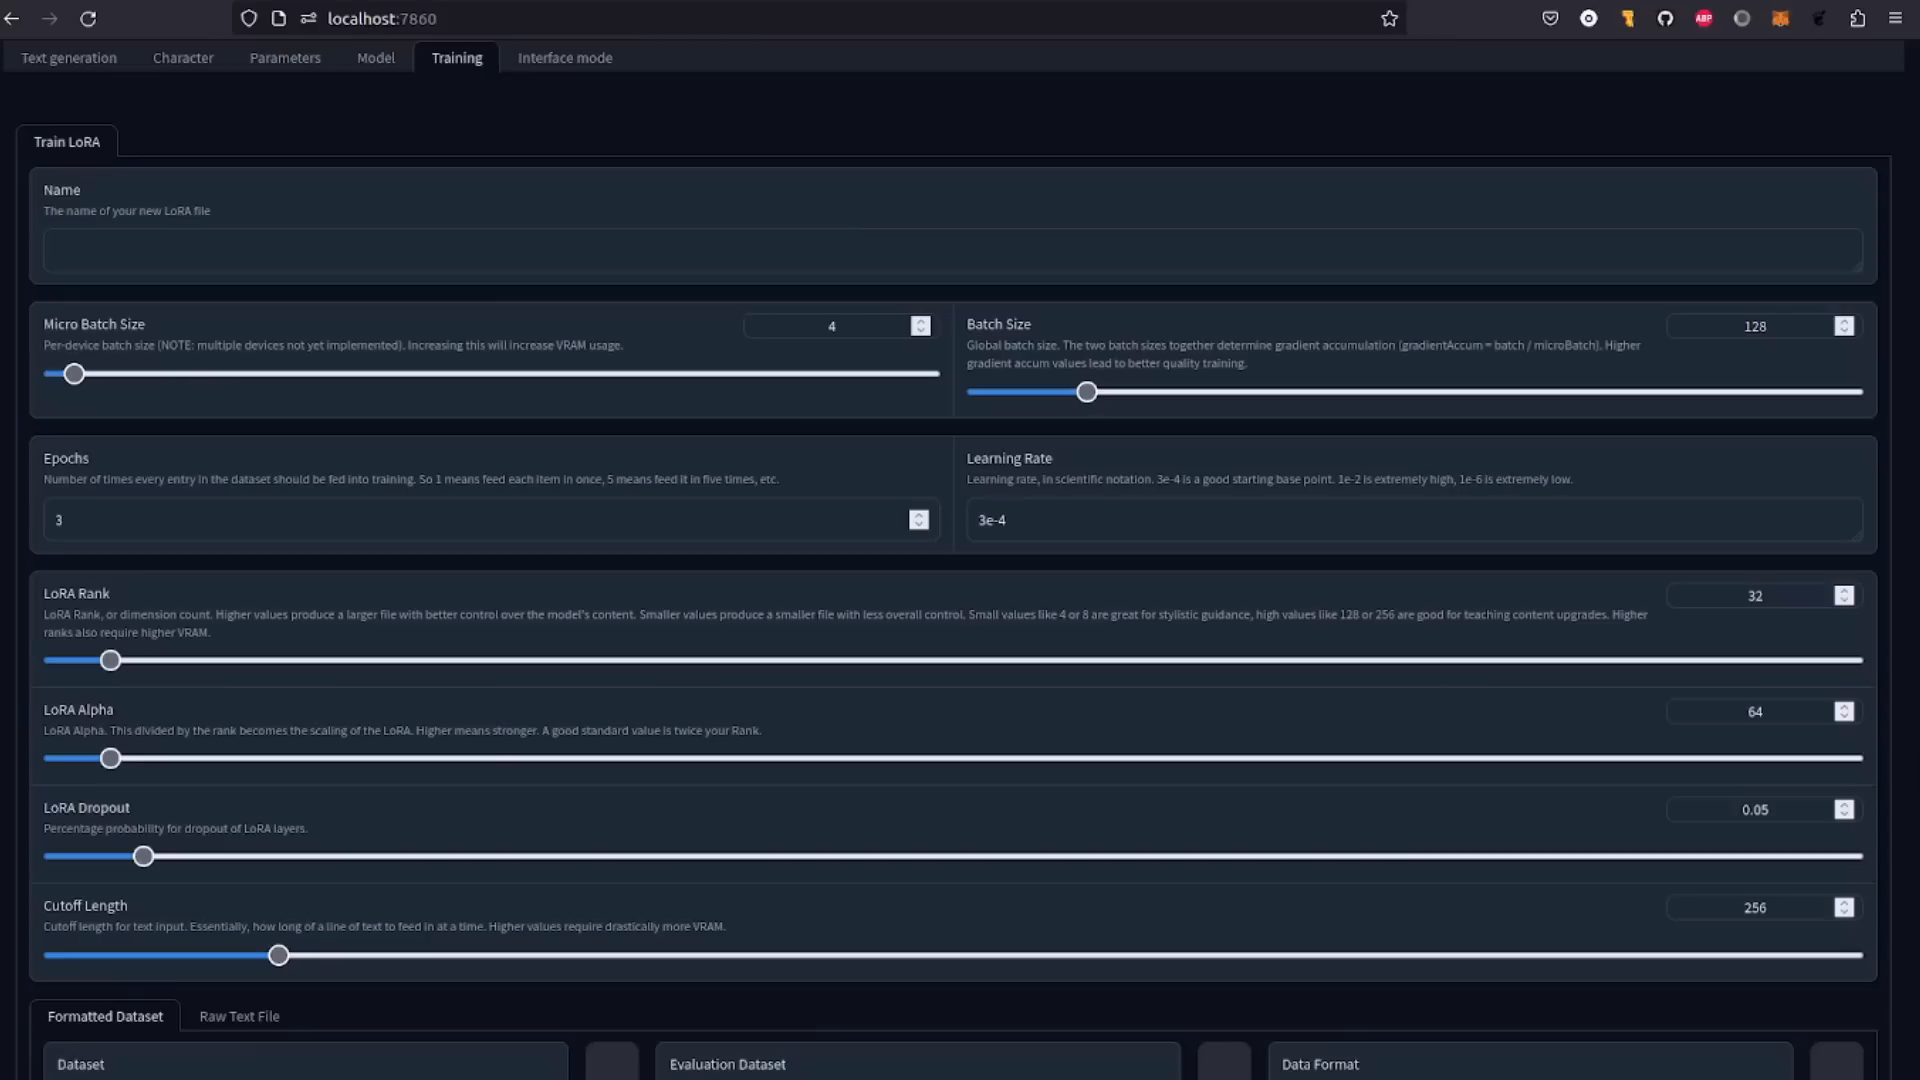 localhost:7860
ABP
Text generation Character Parameters Model Training Interface mode
Train LoRA
Name
The name of your new LoRA file
Micro Batch Size
4
Per-device batch size (NOTE: multiple devices not yet implemented). Increasing this will increase VRAM usage.
Batch Size
128
Global batch size. The two batch sizes together determine gradient accumulation (gradientAccum = batch / microBatch). Higher
gradient accum values lead to better quality training.
Epochs
Number of times every entry in the dataset should be fed into training. So 1 means feed each item in once, 5 means feed it in five times, etc.
3
Learning Rate
Learning rate, in scientific notation. 3e-4 is a good starting base point. 1e-2 is extremely high, 1e-6 is extremely low.
3e-4
LoRA Rank
32
LoRA Rank, or dimension count. Higher values produce a larger file with better control over the model's content. Smaller values produce a smaller file with less overall control. Small values like 4 or 8 are great for stylistic guidance, high values like 128 or 256 are good for teaching content upgrades. Higher
ranks also require higher VRAM.
LoRA Alpha
64
LoRA Alpha. This divided by the rank becomes the scaling of the LoRA. Higher means stronger. A good standard value is twice your Rank.
LoRA Dropout
0.05
Percentage probability for dropout of LoRA layers.
Cutoff Length
256
Cutoff length for text input. Essentially, how long of a line of text to feed in at a time. Higher values require drastically more VRAM.
Formatted Dataset Raw Text File
Dataset Evaluation Dataset Data Format